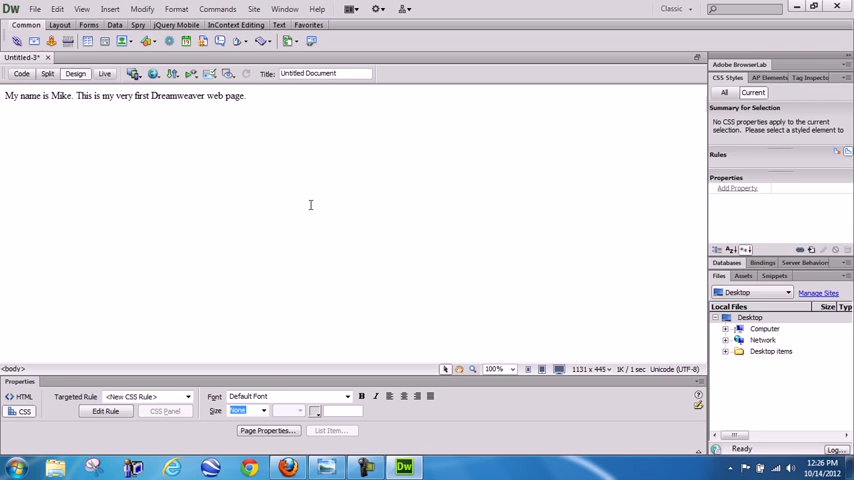 Dw File Edit View Insert Modify Format Commands Site Window Help Classic
Common Layout Forms Data Spry jQuery Mobile InContext Editing Text Favorites
Untitled-3*
Code Split Design Live Title: Untitled Document
My name is Mike. This is my very first Dreamweaver web page.
Adobe BrowserLab
CSS Styles AP Elements Tag Inspecto
All Current
Summary for Selection
No CSS properties apply to the current
selection. Please select a styled element to
Rules
Properties
Add Property
Databases Bindings Server Behavior
Files Assets Snippets
Desktop Manage Sites
Local Files Size Typ
Desktop
Computer
Network
Desktop items
<body> 100% 1131 x 445 1K / 1 sec Unicode (UTF-8)
Properties
HTML Targeted Rule <New CSS Rule> Font Default Font B I
CSS Edit Rule CSS Panel Size None
Page Properties... List Item...
Ready Log...
Dw
12:26 PM
10/14/2012